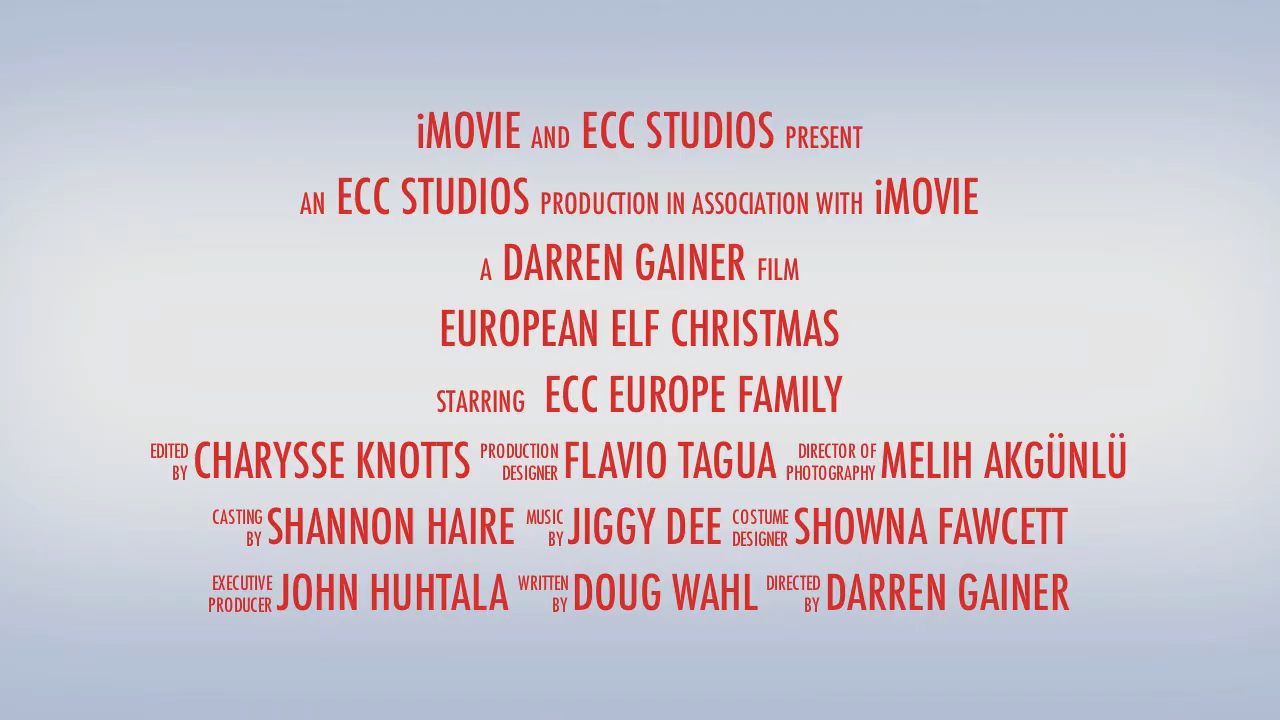 iMOVIE AND ECC STUDIOS PRESENT
AN ECC STUDIOS PRODUCTION IN ASSOCIATION WITH iMOVIE
A DARREN GAINER FILM
EUROPEAN ELF CHRISTMAS
STARRING ECC EUROPE FAMILY
EDITED BY CHARYSSE KNOTTS PRODUCTION DESIGNER FLAVIO TAGUA DIRECTOR OF PHOTOGRAPHY MELIH AKGÜNLÜ
CASTING BY SHANNON HAIRE MUSIC BY JIGGY DEE COSTUME DESIGNER SHOWNA FAWCETT
EXECUTIVE PRODUCER JOHN HUHTALA WRITTEN BY DOUG WAHL DIRECTED BY DARREN GAINER